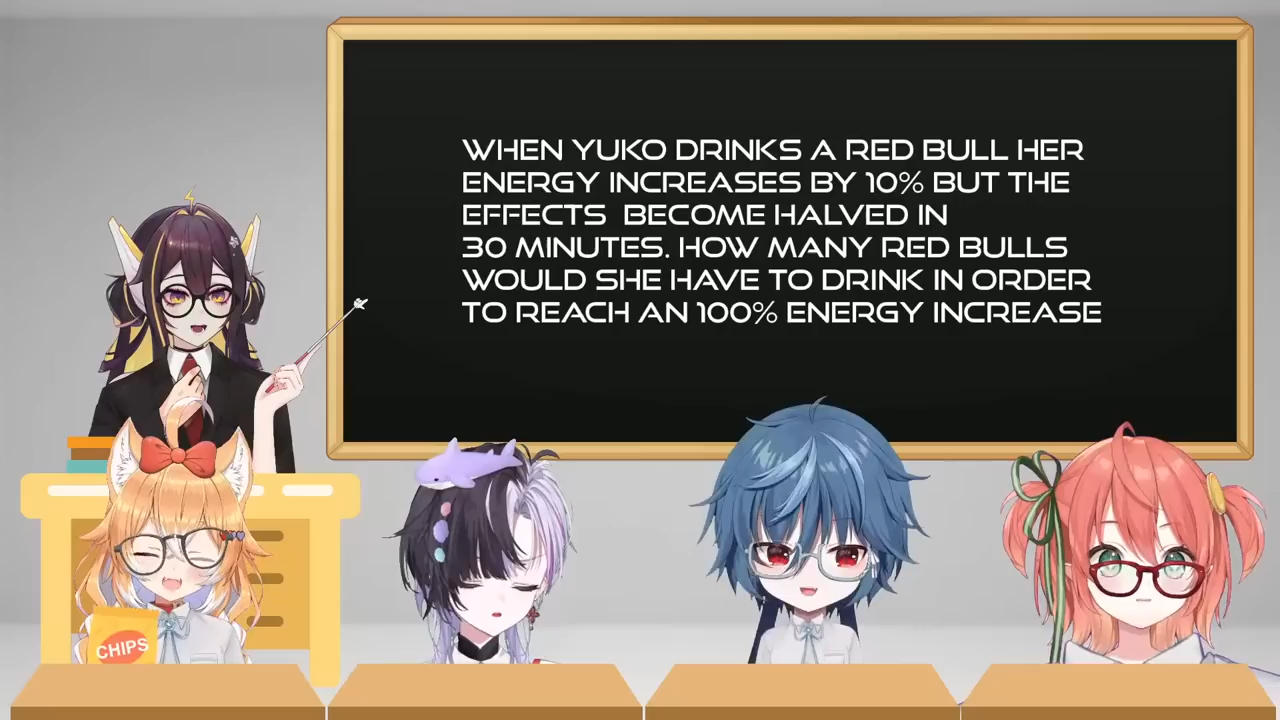 WHEN YUKO DRINKS A RED BULL HER
ENERGY INCREASES BY 10% BUT THE
EFFECTS BECOME HALVED IN
30 MINUTES. HOW MANY RED BULLS
WOULD SHE HAVE TO DRINK IN ORDER
TO REACH AN 100% ENERGY INCREASE
CHIPS